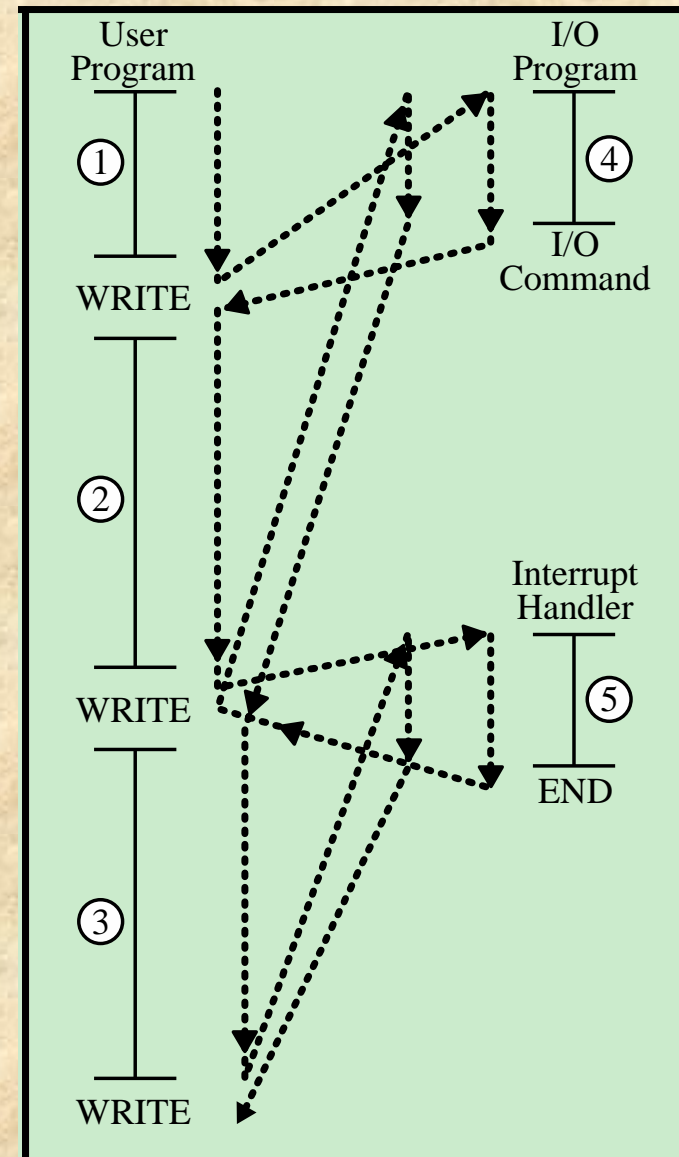 User
Program
1
WRITE
2
WRITE
3
WRITE
I/O
Program
4
I/O
Command
Interrupt
Handler
5
END